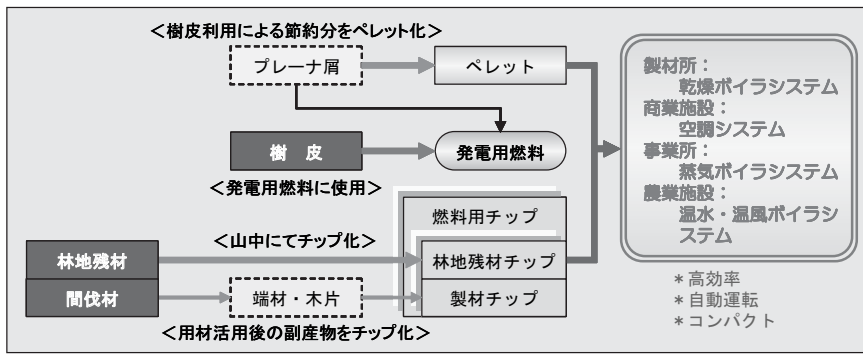 <樹皮利用による節約分をペレット化>
プレーナ屑
ペレット
樹 皮
発電用燃料
<発電用燃料に使用>
燃料用チップ
<山中にてチップ化>
林地残材
林地残材チップ
間伐材
端材・木片
製材チップ
<用材活用後の副産物をチップ化>
製材所：
乾燥ボイラシステム
商業施設：
空調システム
事業所：
蒸気ボイラシステム
農業施設：
温水・温風ボイラシ
ステム
＊高効率
＊自動運転
＊コンパクト